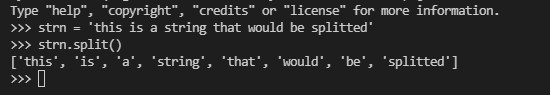 Type "help", "copyright", "credits" or "license" for more information.
>>> strn = 'this is a string that would be splitted'
>>> strn.split()
['this', 'is', 'a', 'string', 'that', 'would', 'be', 'splitted']
>>>